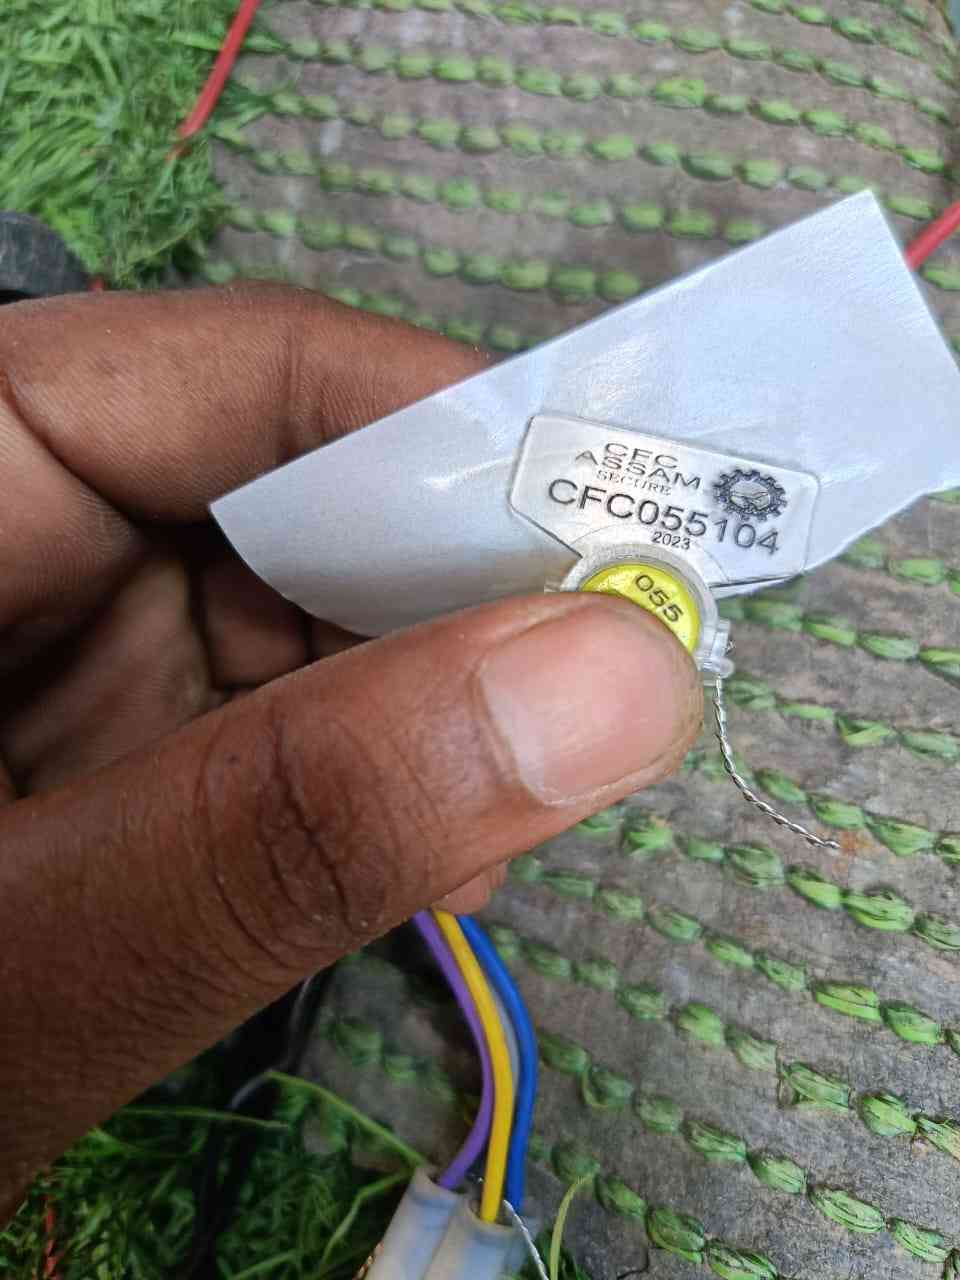 CFC
ASSAM
SECURE
CFC055104
2023
055